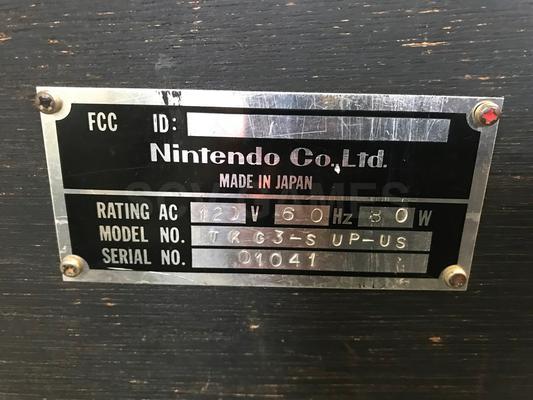 FCC ID:
Nintendo Co., Ltd.
MADE IN JAPAN
RATING AC 120 V 60 Hz 80 W
MODEL NO. TKG3-S UP-US
SERIAL NO. 01041